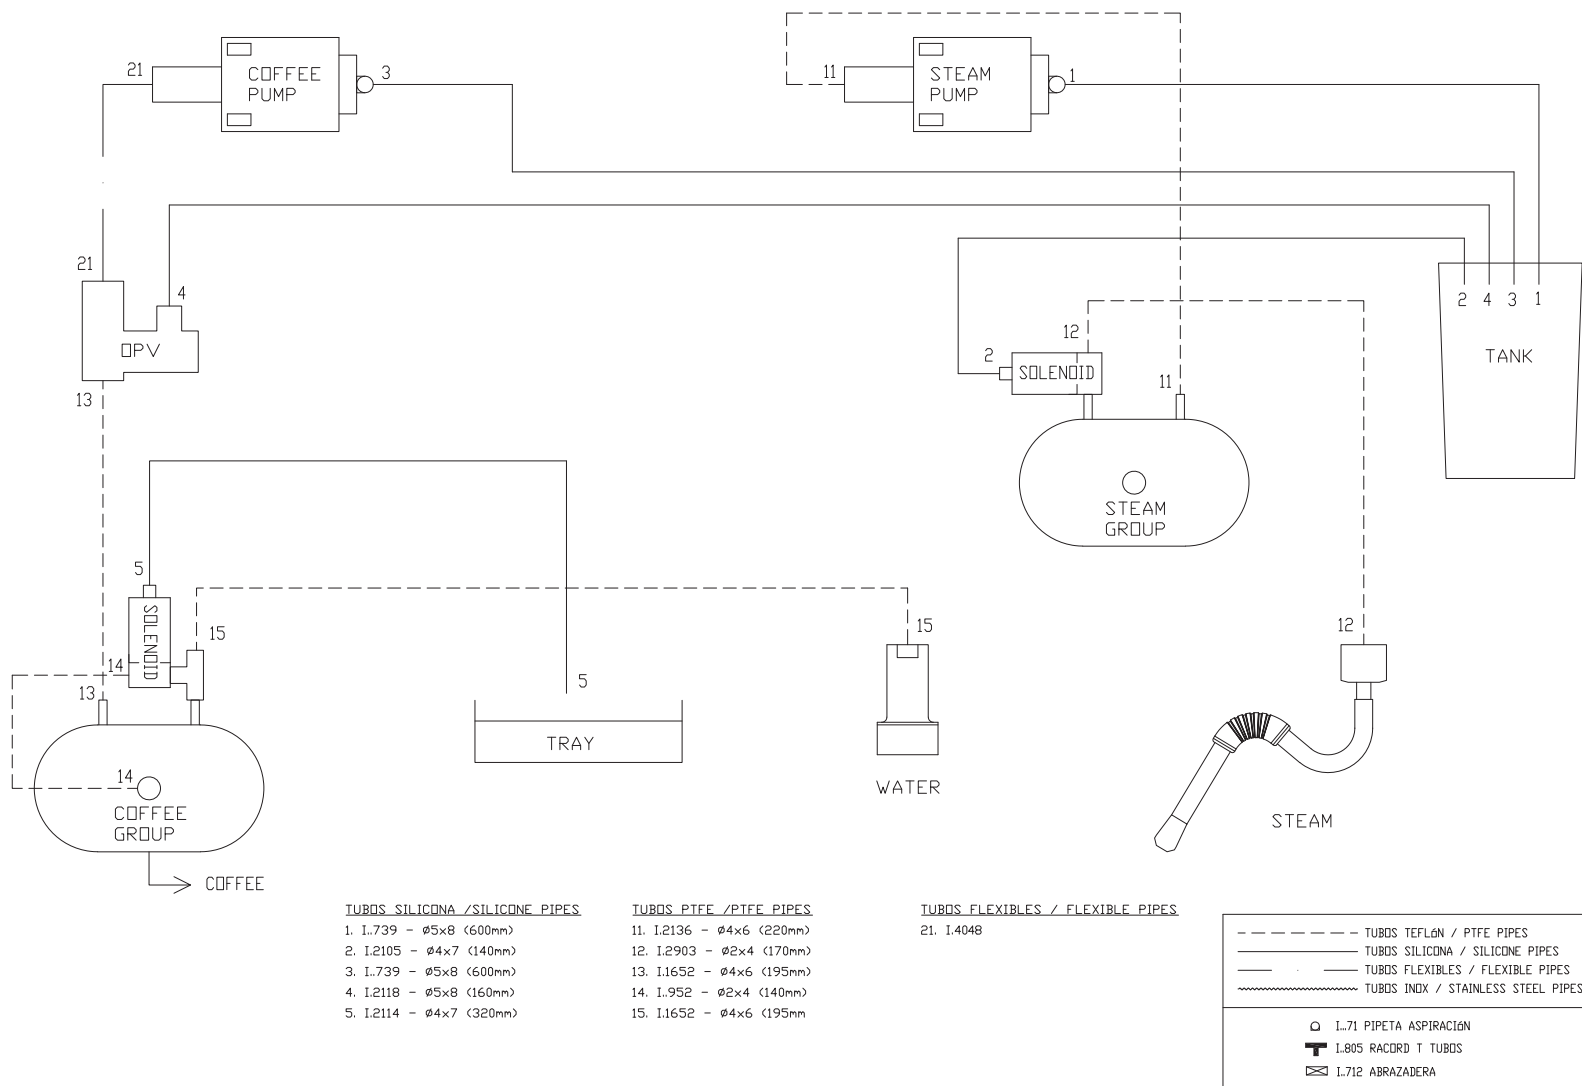 21
COFFEE
PUMP
3
11
STEAM
PUMP
1
21
4
OPV
13
2
12
SOLENOID
11
STEAM
GROUP
2 4 3 1
TANK
5
SOLENOID
15
14
13
14
COFFEE
GROUP
COFFEE
5
TRAY
15
WATER
12
STEAM
TUBOS SILICONA /SILICONE PIPES
1. I..739 - Ø5x8 (600mm)
2. I.2105 - Ø4x7 (140mm)
3. I..739 - Ø5x8 (600mm)
4. I.2118 - Ø5x8 (160mm)
5. I.2114 - Ø4x7 (320mm)
TUBOS PTFE /PTFE PIPES
11. I.2136 - Ø4x6 (220mm)
12. I.2903 - Ø2x4 (170mm)
13. I.1652 - Ø4x6 (195mm)
14. I..952 - Ø2x4 (140mm)
15. I.1652 - Ø4x6 (195mm
TUBOS FLEXIBLES / FLEXIBLE PIPES
21. I.4048
TUBOS TEFLóN / PTFE PIPES
TUBOS SILICONA / SILICONE PIPES
TUBOS FLEXIBLES / FLEXIBLE PIPES
TUBOS INOX / STAINLESS STEEL PIPES
I...71 PIPETA ASPIRACIóN
I..805 RACORD T TUBOS
I..712 ABRAZADERA